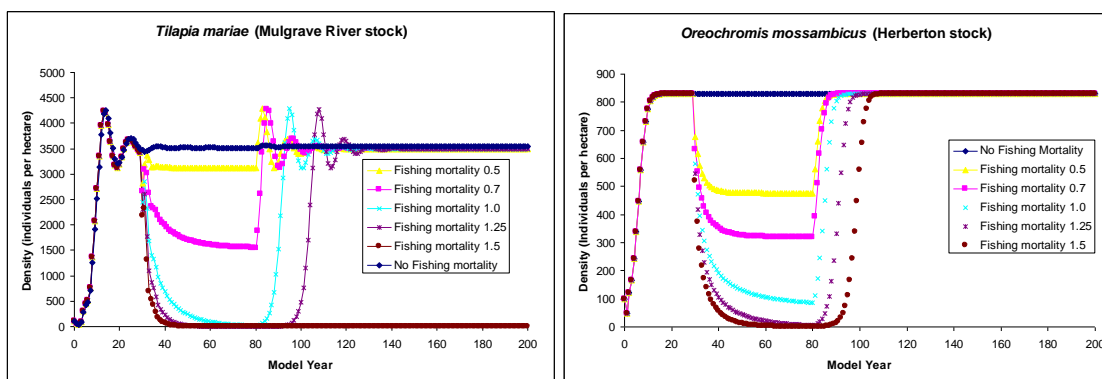 Tilapia mariae (Mulgrave River stock)
Density (individuals per hectare)
5000
4500
4000
3500
3000
2500
2000
1500
1000
500
0
0 20 40 60 80 100 120 140 160 180 200
Model Year
Fishing mortality 0.5
Fishing mortality 0.7
Fishing mortality 1.0
Fishing mortality 1.25
Fishing mortality 1.5
No Fishing mortality
Oreochromis mossambicus (Herberton stock)
Density (Individuals per hectare)
900
800
700
600
500
400
300
200
100
0
0 20 40 60 80 100 120 140 160 180 200
Model Year
No Fishing Mortality
Fishing mortality 0.5
Fishing mortality 0.7
Fishing mortality 1.0
Fishing mortality 1.25
Fishing mortality 1.5